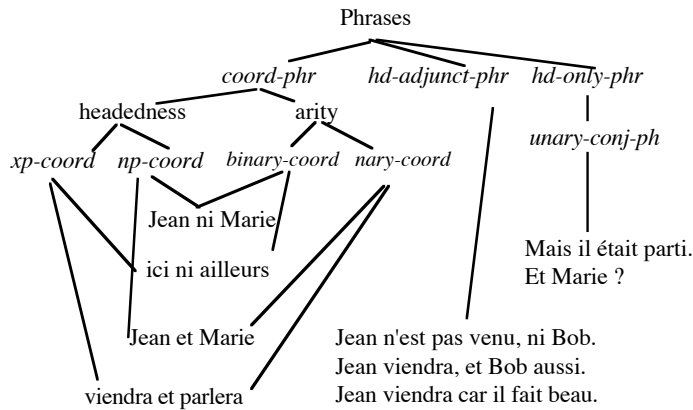 Phrases
coord-phr hd-adjunct-phr hd-only-phr
headedness arity
unary-conj-ph
xp-coord np-coord binary-coord nary-coord
Jean ni Marie
Mais il était parti.
ici ni ailleurs
Et Marie ?
Jean et Marie
Jean n'est pas venu, ni Bob.
Jean viendra, et Bob aussi.
viendra et parlera
Jean viendra car il fait beau.